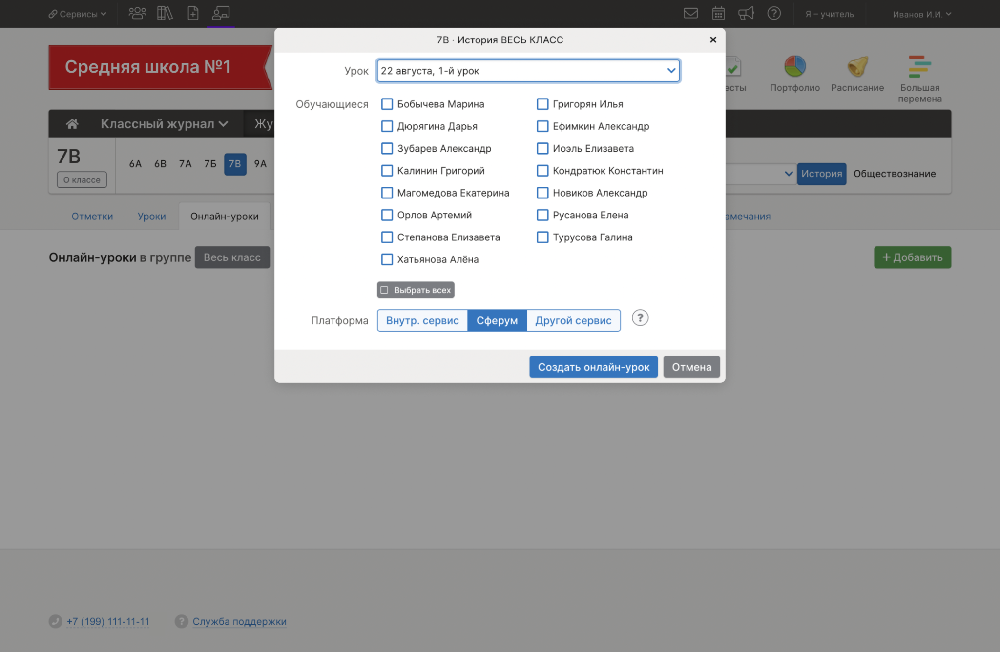 Сервисы
Я – учитель
Иванов И.И.
7В · История ВЕСЬ КЛАСС
Средняя школа №1
Портфолио
Расписание
Большая
перемена
Урок
22 августа, 1-й урок
Обучающиеся
Бобычева Марина
Григорян Илья
Дюрягина Дарья
Ефимкин Александр
Зубарев Александр
Иоэль Елизавета
Калинин Григорий
Кондратюк Константин
Магомедова Екатерина
Новиков Александр
Орлов Артемий
Русанова Елена
Степанова Елизавета
Турусова Галина
Хатьянова Алёна
Выбрать всех
Платформа
Внутр. сервис
Сферум
Другой сервис
?
Создать онлайн-урок
Отмена
Классный журнал
Жу
7В
О классе
6А 6В 7А 7Б 7В 9А
История
Обществознание
Отметки
Уроки
Онлайн-уроки
амечания
Онлайн-уроки в группе
Весь класс
+ Добавить
+7 (199) 111-11-11
Служба поддержки